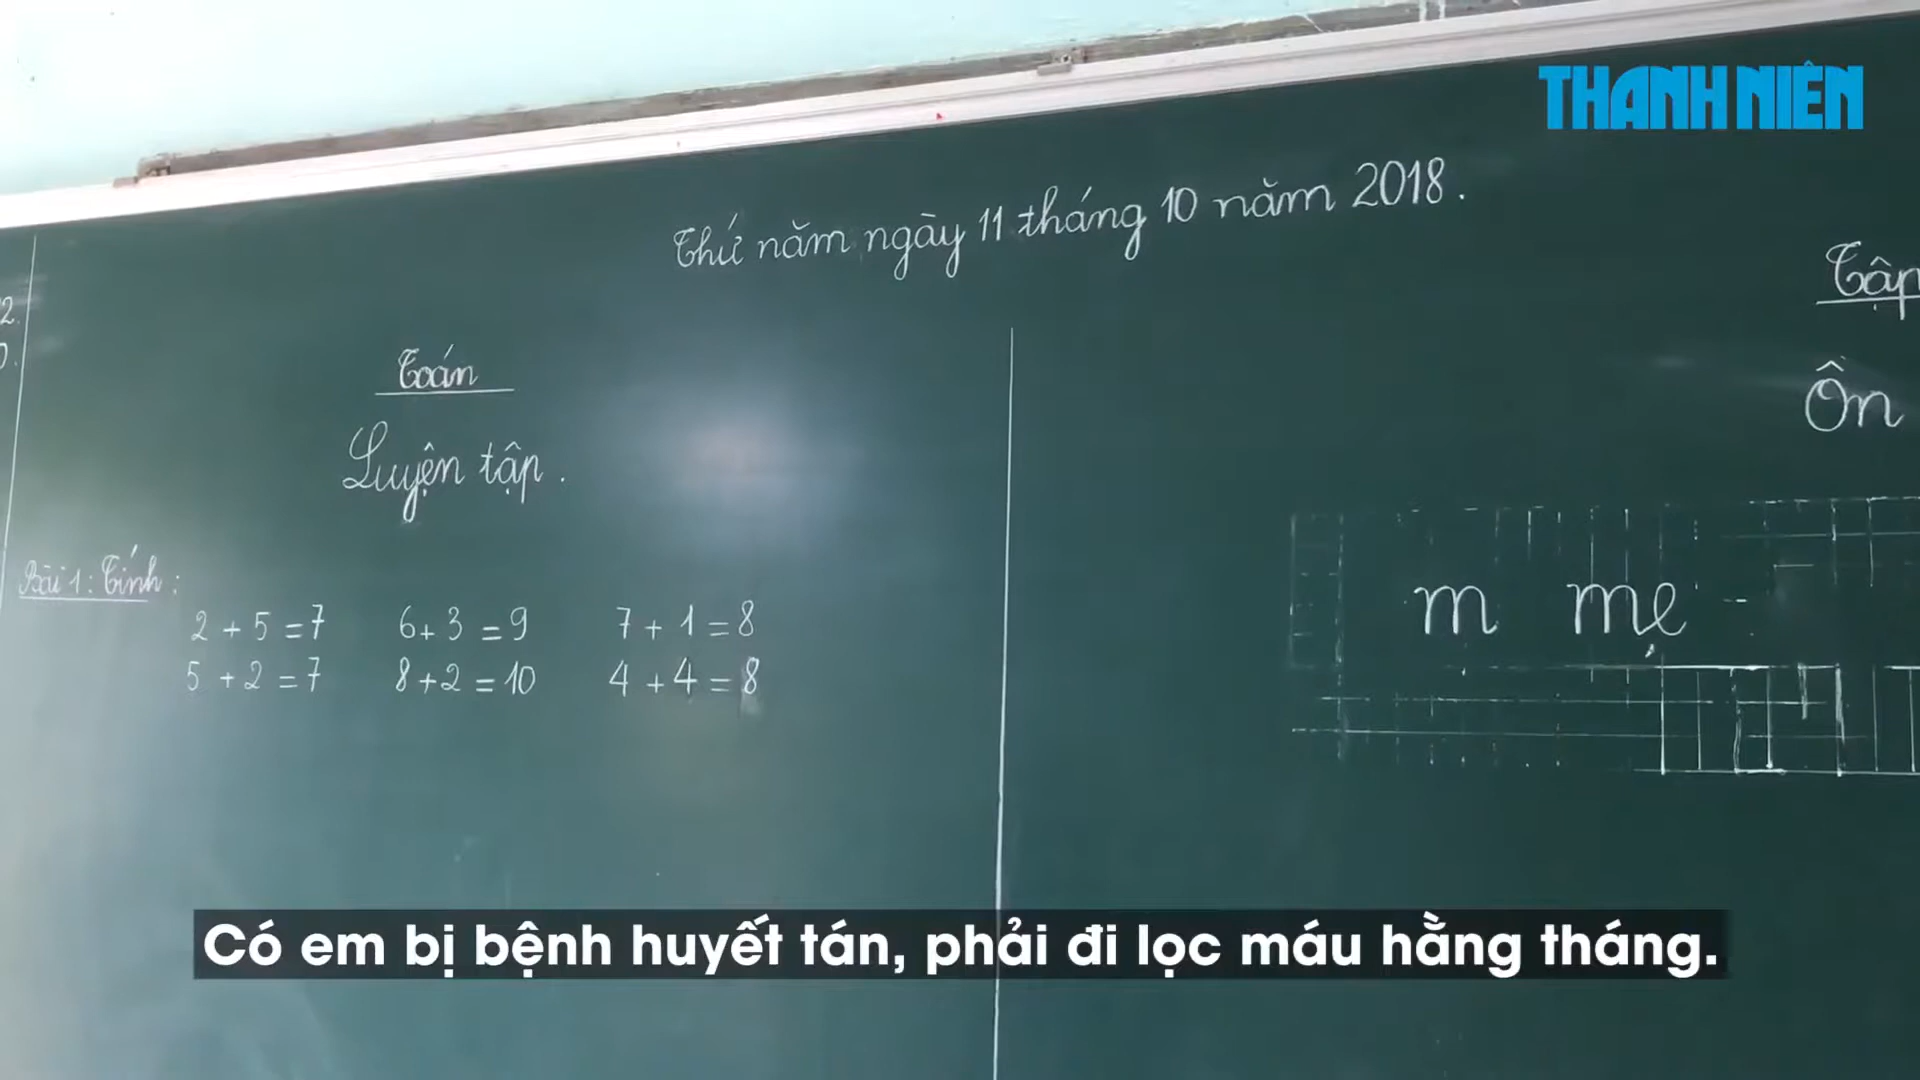 THANH NIÊN
Thứ năm ngày 11 tháng 10 năm 2018.
Toán
Luyện tập.
Bài 1: Tính:
2 + 5 = 7 6 + 3 = 9 7 + 1 = 8
5 + 2 = 7 8 + 2 = 10 4 + 4 = 8
Tập
Ôn
m mẹ
Có em bị bệnh huyết tán, phải đi lọc máu hằng tháng.